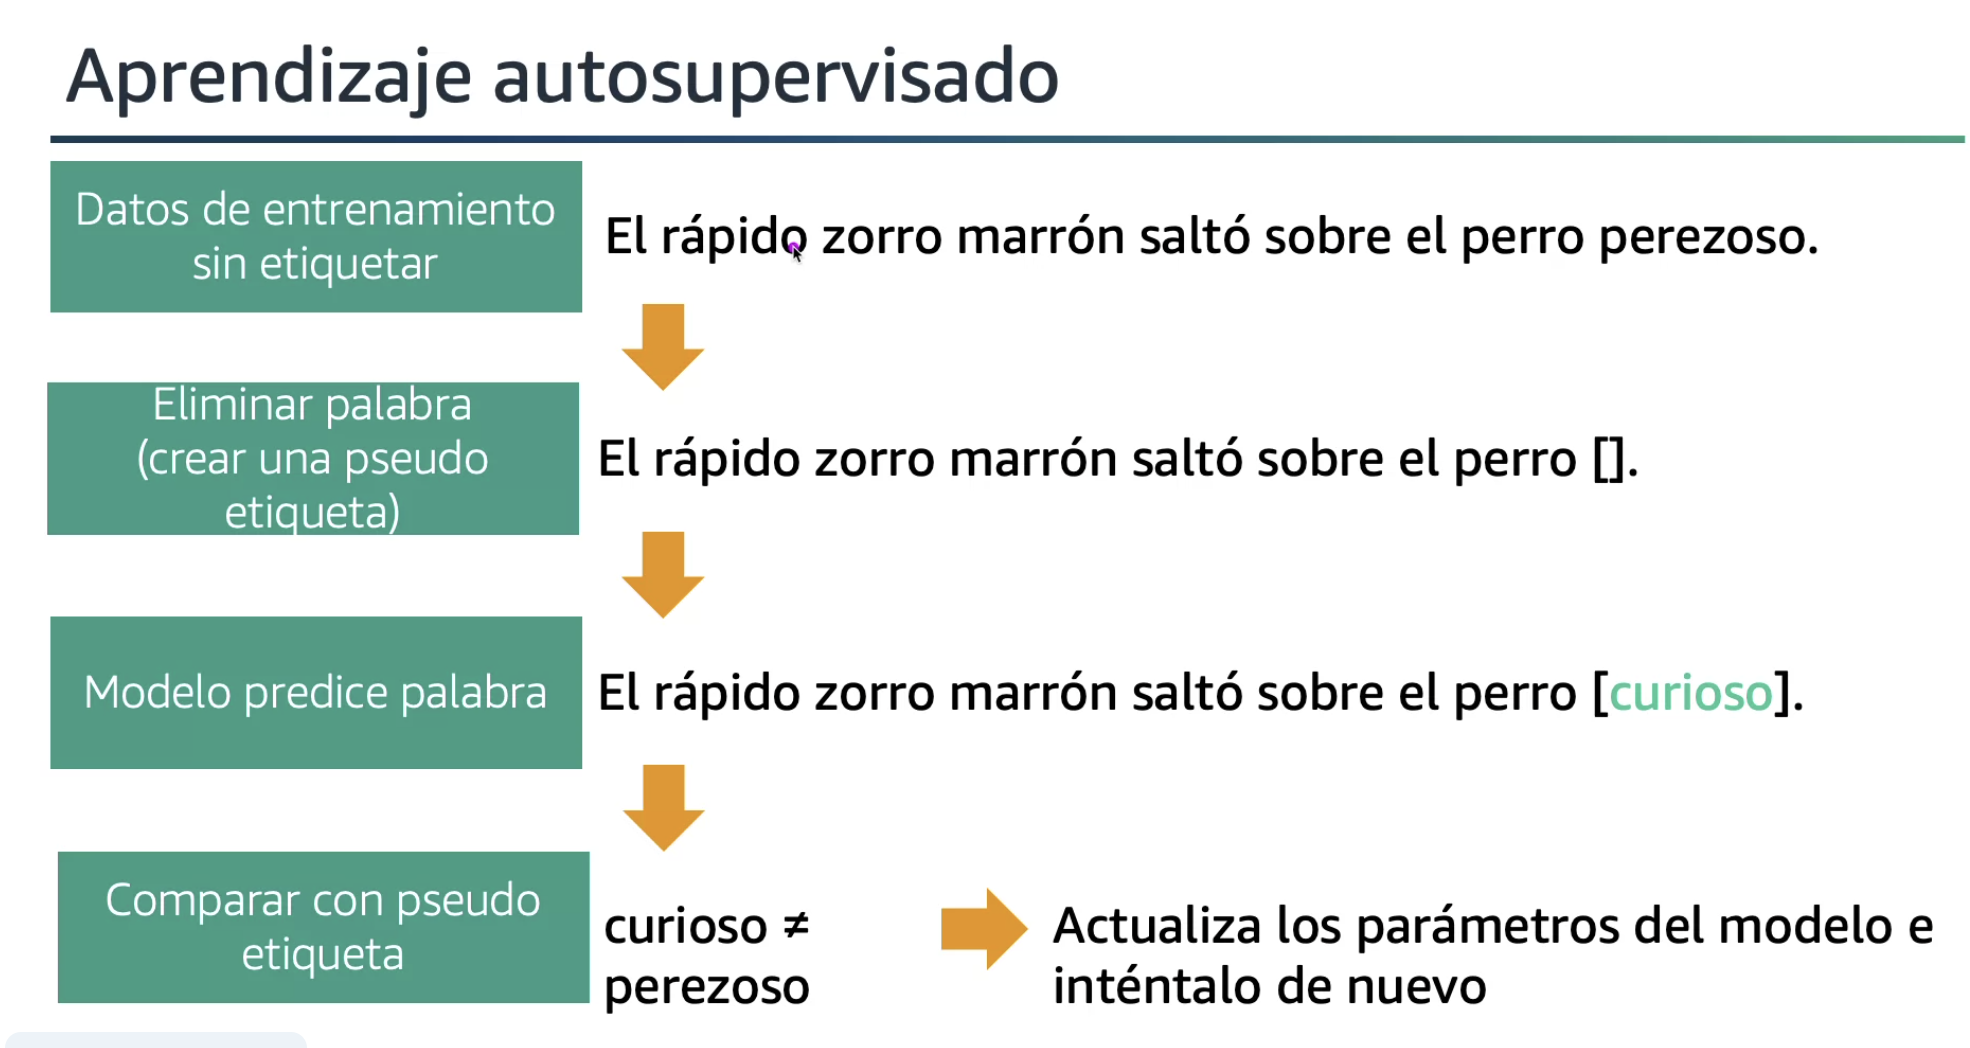 Aprendizaje autosupervisado
Datos de entrenamiento
sin etiquetar
El rápido zorro marrón saltó sobre el perro perezoso.
Eliminar palabra
(crear una pseudo
etiqueta)
El rápido zorro marrón saltó sobre el perro [].
Modelo predice palabra
El rápido zorro marrón saltó sobre el perro [curioso].
Comparar con pseudo
etiqueta
curioso ≠
perezoso
Actualiza los parámetros del modelo e
inténtalo de nuevo